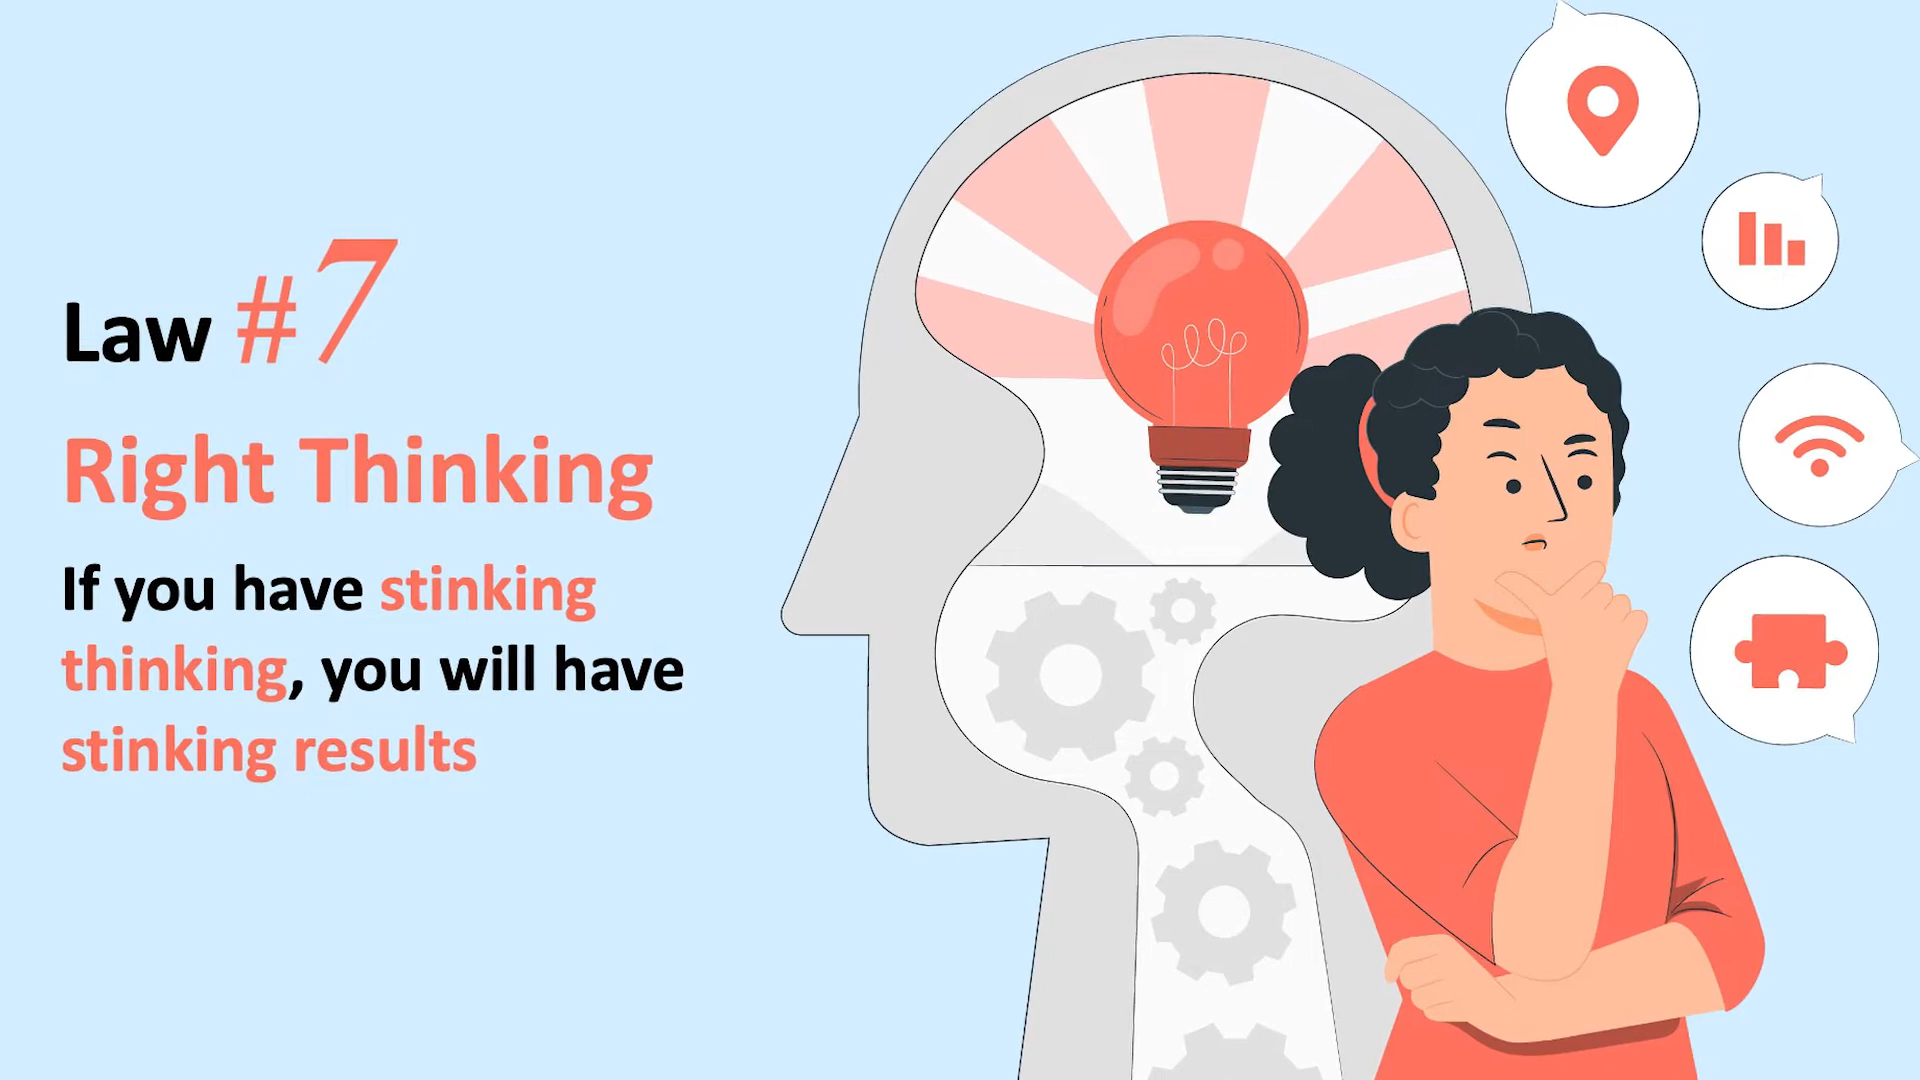 Law #7
Right Thinking
If you have stinking
thinking, you will have
stinking results